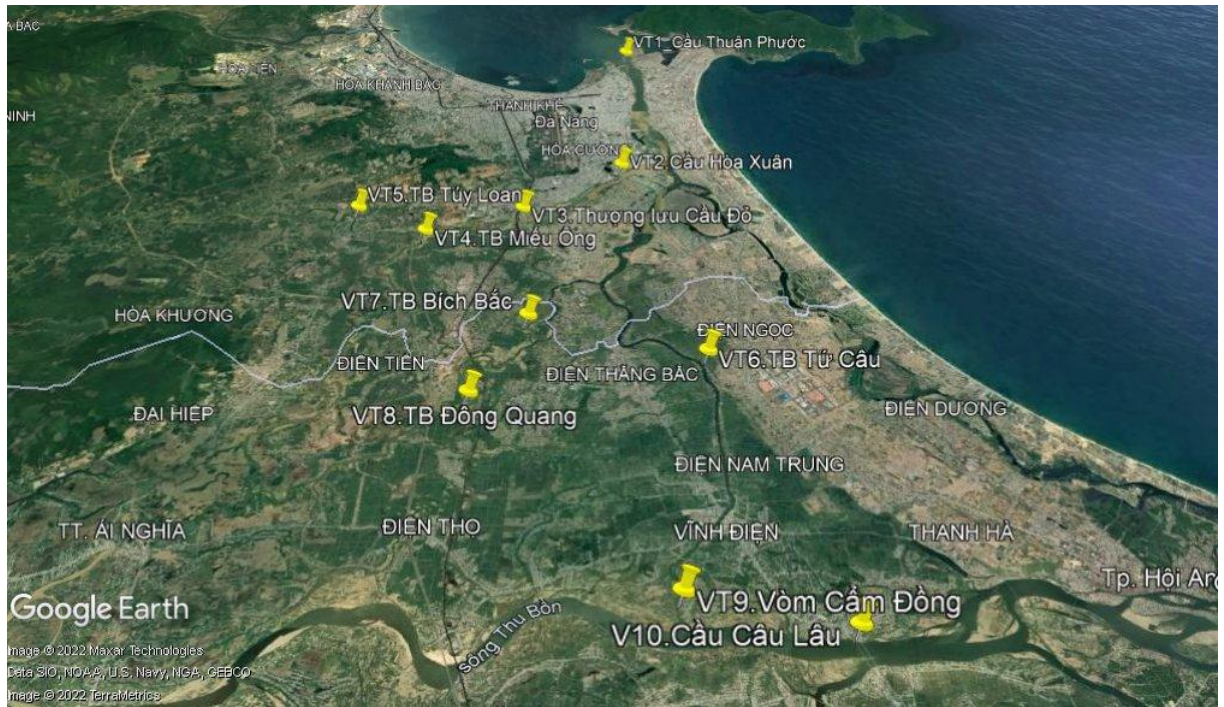 À BẮC
VT1_Cầu Thuận Phước
HÒA KHÁNH BẮC
NINH
THANH KHÊ
Đà Nẵng
VT2.Cầu Hòa Xuân
VT5.TB Túy Loan
VT3.Thượng lưu Cầu Đỏ
VT4.TB Miếu Ông
VT7.TB Bích Bắc
HÒA KHƯƠNG
ĐIỆN NGỌC
ĐIỆN TIẾN
ĐIỆN THẮNG BẮC
VT6.TB Tứ Câu
ĐẠI HIỆP
VT8.TB Đông Quang
ĐIỆN DƯƠNG
ĐIỆN NAM TRUNG
TT. ÁI NGHĨA
ĐIỆN THỌ
VĨNH ĐIỆN
THANH HÀ
Tp. Hội An
VT9.Vòm Cẩm Đồng
Google Earth
V10.Cầu Câu Lâu
Sông Thu Bồn
Image © 2022 Maxar Technologies
Data SIO, NOAA, U.S. Navy, NGA, GEBCO
Image © 2022 TerraMetrics